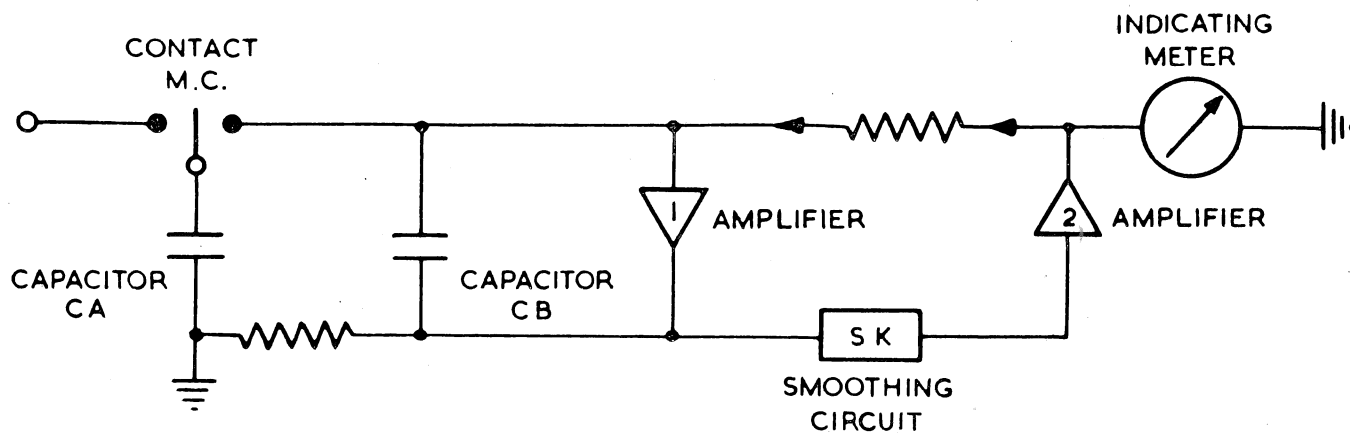 CONTACT
M.C.
INDICATING
METER
1
AMPLIFIER
2
AMPLIFIER
CAPACITOR
CA
CAPACITOR
CB
SK
SMOOTHING
CIRCUIT